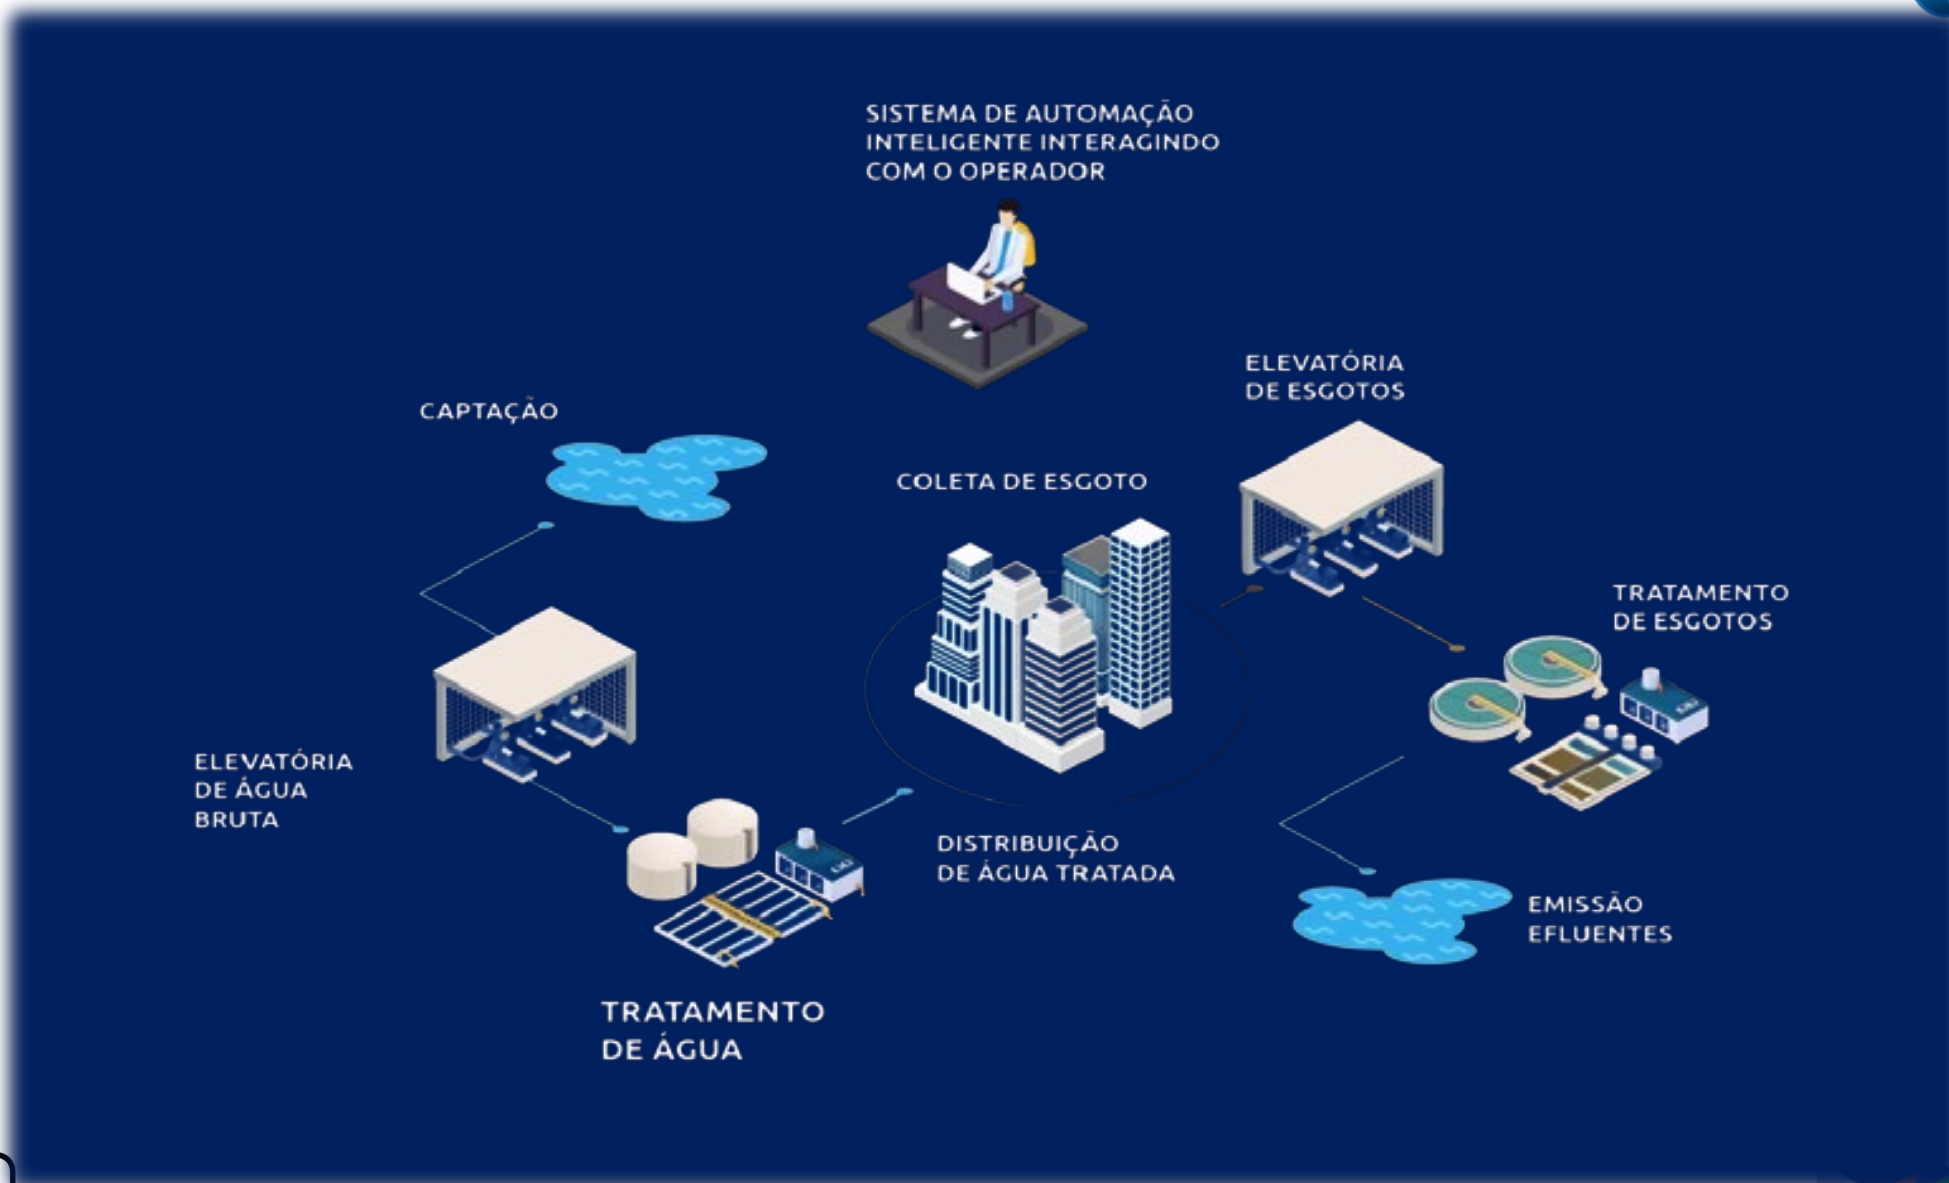 SISTEMA DE AUTOMAÇÃO
INTELIGENTE INTERAGINDO
COM O OPERADOR
CAPTAÇÃO
ELEVATÓRIA
DE ESGOTOS
COLETA DE ESGOTO
TRATAMENTO
DE ESGOTOS
ELEVATÓRIA
DE ÁGUA
BRUTA
DISTRIBUIÇÃO
DE ÁGUA TRATADA
EMISSÃO
EFLUENTES
TRATAMENTO
DE ÁGUA